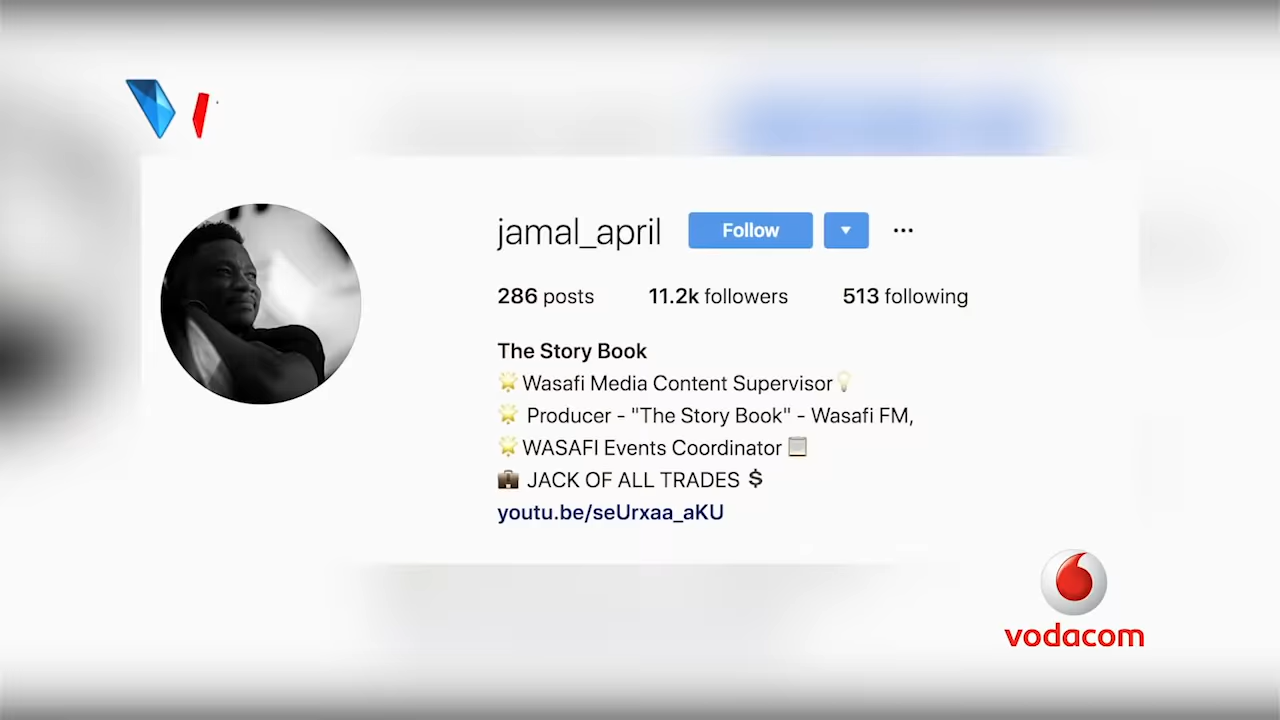 jamal_april Follow ...
286 posts 11.2k followers 513 following
The Story Book
🌟Wasafi Media Content Supervisor💡
🌟 Producer - "The Story Book" - Wasafi FM,
🌟WASAFI Events Coordinator 📋
💼 JACK OF ALL TRADES 💲
youtu.be/seUrxaa_aKU
vodacom